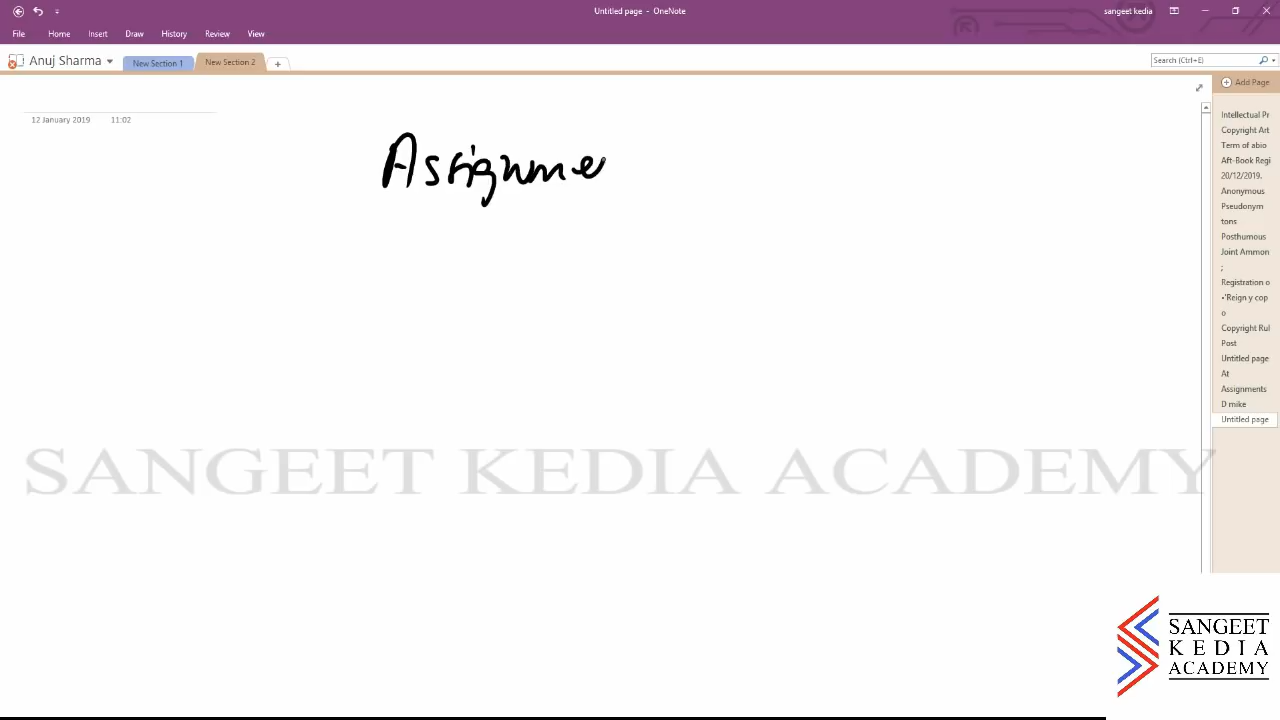 Untitled page - OneNote
sangeet kedia
File Home Insert Draw History Review View
Anuj Sharma New Section 1 New Section 2 +
Search (Ctrl+E)
12 January 2019 11:02
Assignme
Add Page
Intellectual Pr
Copyright Art
Term of abio
Aft-Book Regi
20/12/2019.
Anonymous
Pseudonym
tons
Posthumous
Joint Ammon
;
Registration o
•'Reign y cop
o
Copyright Rul
Post
Untitled page
At
Assignments
D mike
Untitled page
SANGEET KEDIA ACADEMY
SANGEET
KEDIA
ACADEMY